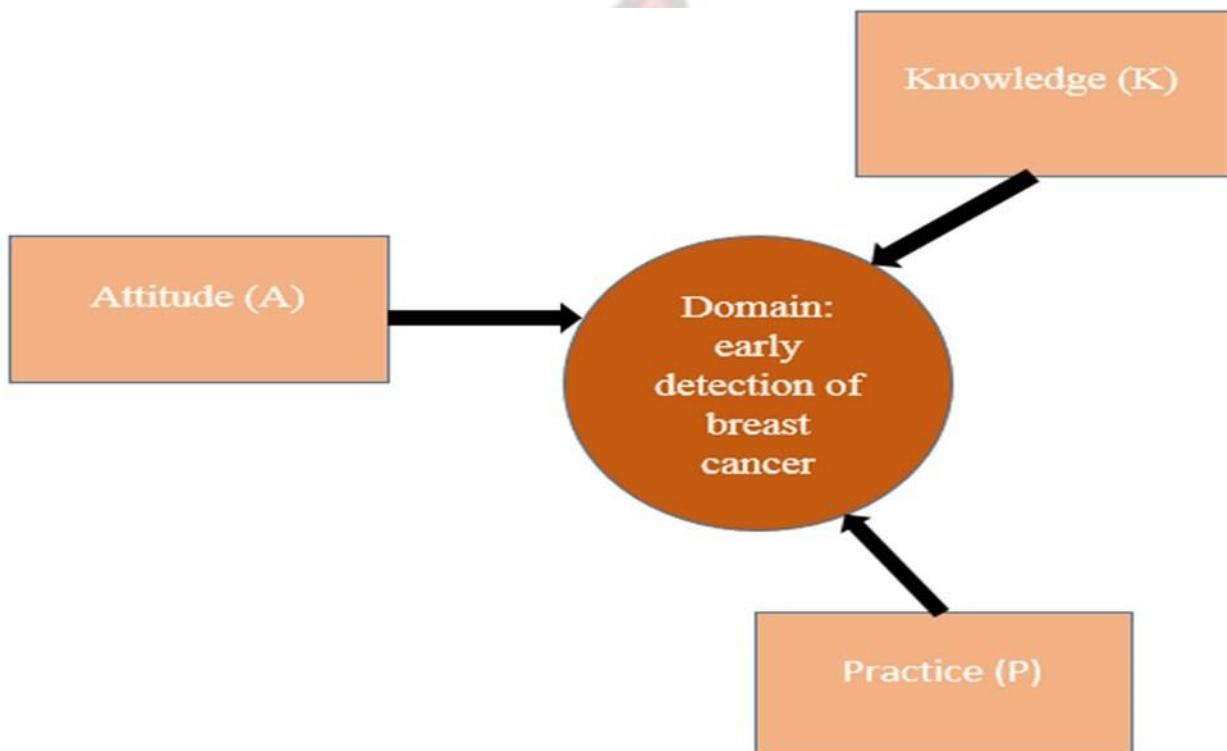 Knowledge (K)
Attitude (A)
Domain:
early
detection of
breast
cancer
Practice (P)